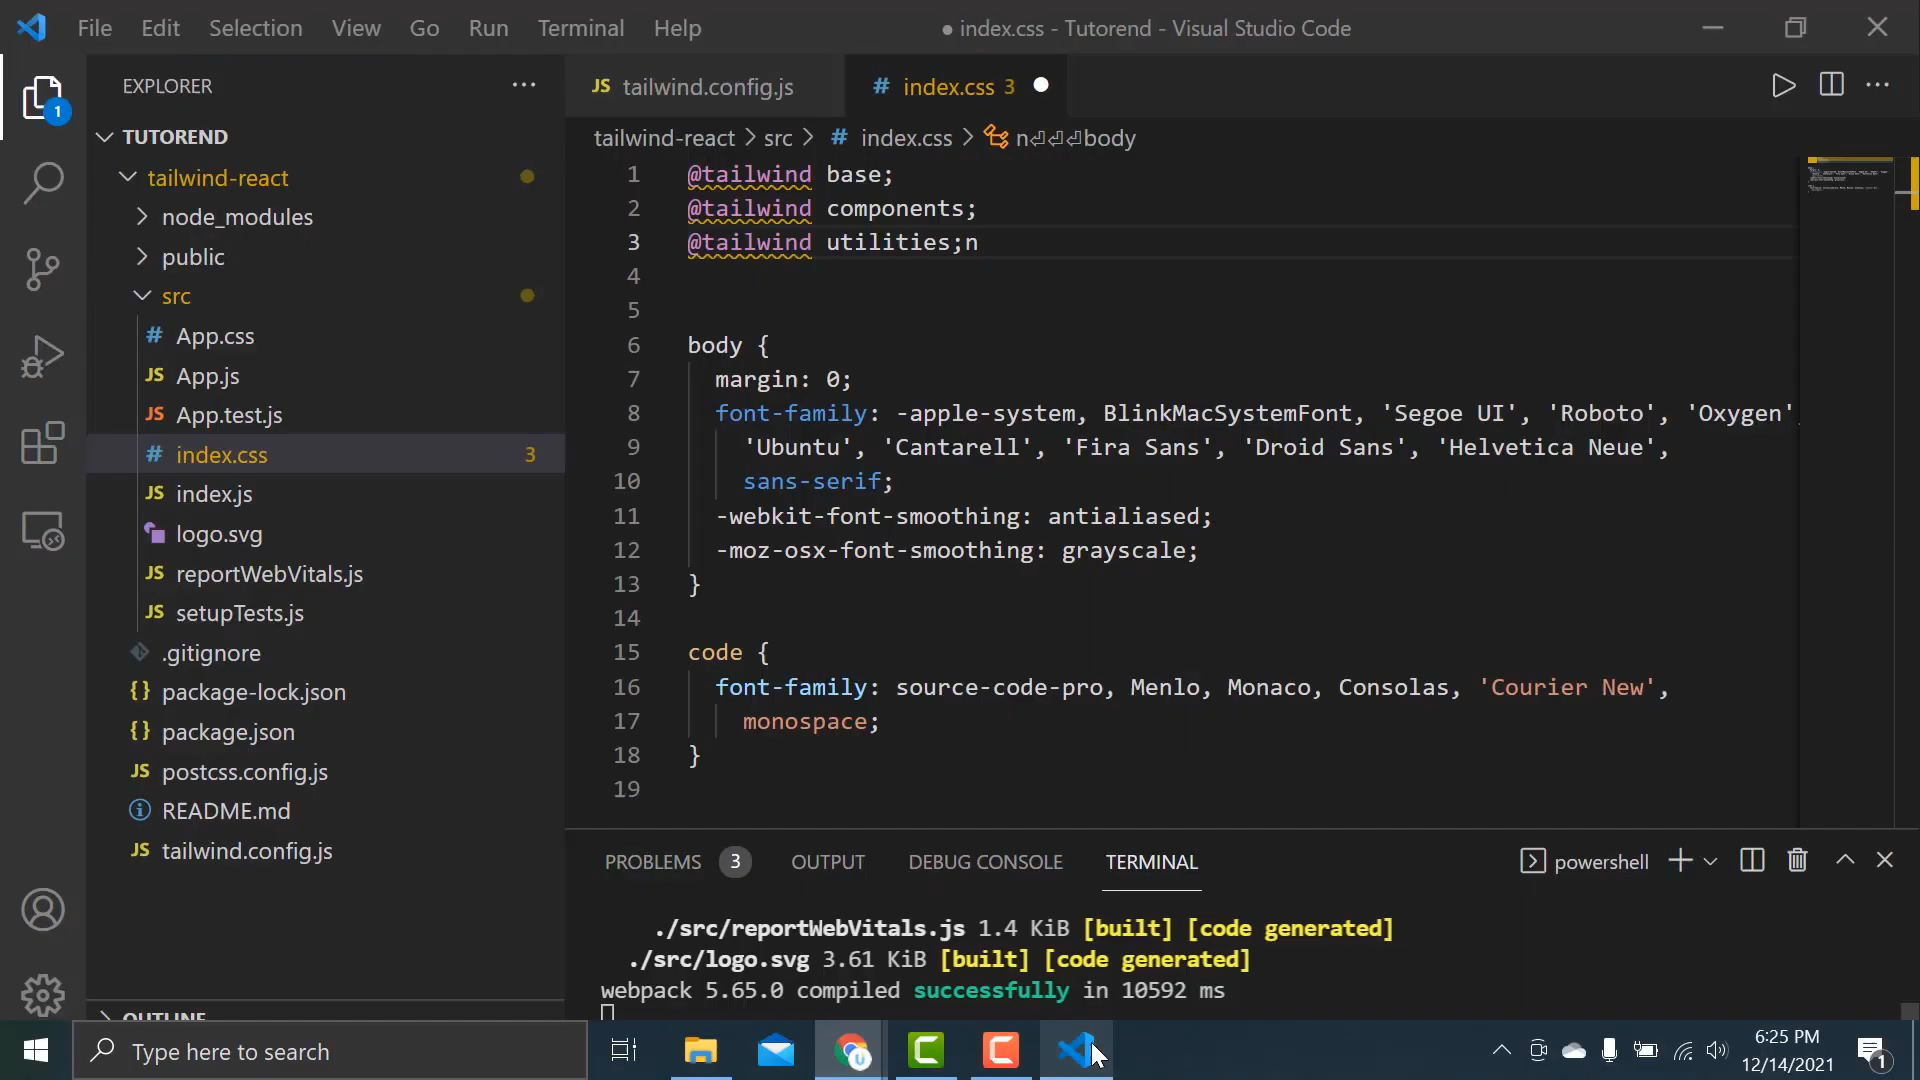 File Edit Selection View Go Run Terminal Help
● index.css - Tutorend - Visual Studio Code
1
EXPLORER
TUTOREND
tailwind-react
node_modules
public
src
# App.css
JS App.js
JS App.test.js
# index.css 3
JS index.js
logo.svg
JS reportWebVitals.js
JS setupTests.js
.gitignore
{} package-lock.json
{} package.json
JS postcss.config.js
README.md
JS tailwind.config.js
OUTLINE
JS tailwind.config.js
# index.css 3
tailwind-react > src > # index.css > n⏎⏎⏎body
1 @tailwind base;
2 @tailwind components;
3 @tailwind utilities;n
4
5
6 body {
7 margin: 0;
8 font-family: -apple-system, BlinkMacSystemFont, 'Segoe UI', 'Roboto', 'Oxygen',
9 'Ubuntu', 'Cantarell', 'Fira Sans', 'Droid Sans', 'Helvetica Neue',
10 sans-serif;
11 -webkit-font-smoothing: antialiased;
12 -moz-osx-font-smoothing: grayscale;
13 }
14
15 code {
16 font-family: source-code-pro, Menlo, Monaco, Consolas, 'Courier New',
17 monospace;
18 }
19
PROBLEMS 3 OUTPUT DEBUG CONSOLE TERMINAL
powershell
./src/reportWebVitals.js 1.4 KiB [built] [code generated]
./src/logo.svg 3.61 KiB [built] [code generated]
webpack 5.65.0 compiled successfully in 10592 ms
Type here to search
6:25 PM
12/14/2021
1